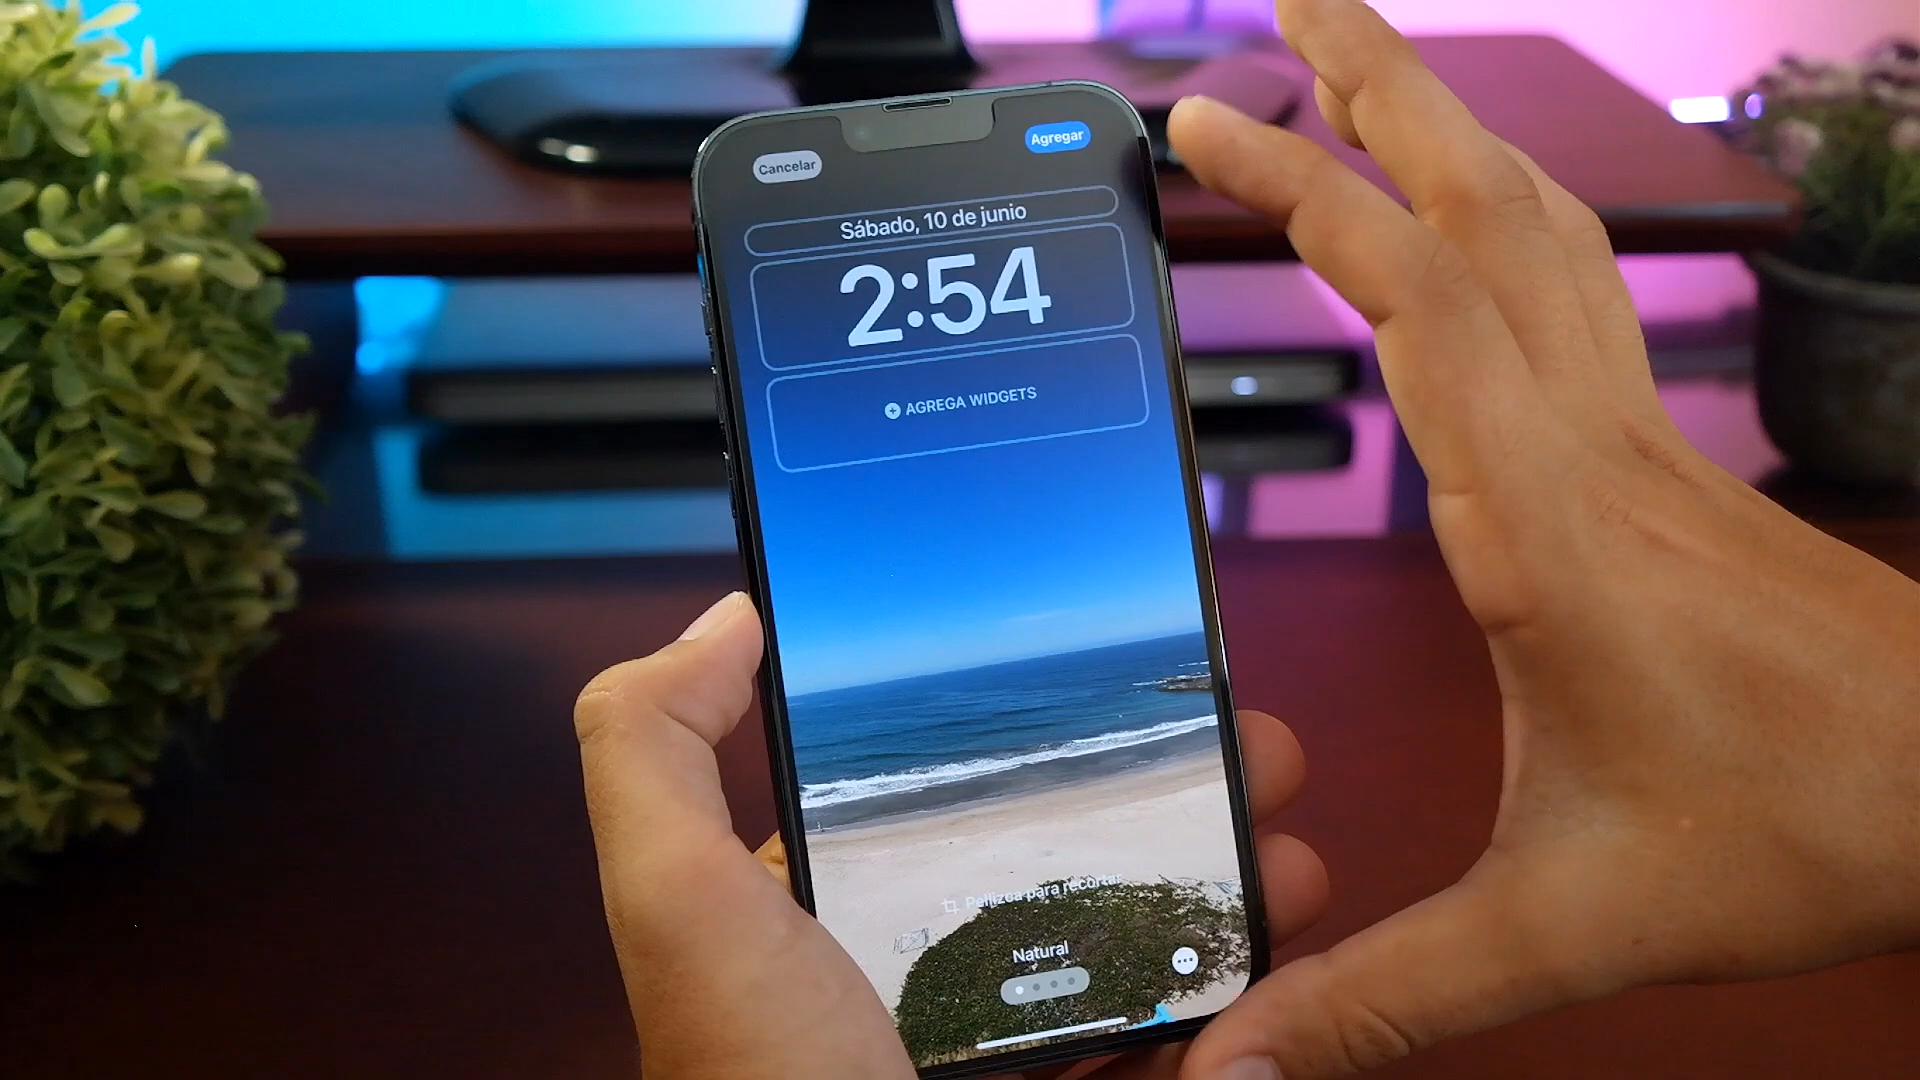 Cancelar
Agregar
Sábado, 10 de junio
2:54
AGREGA WIDGETS
Pellizca para recortar
Natural